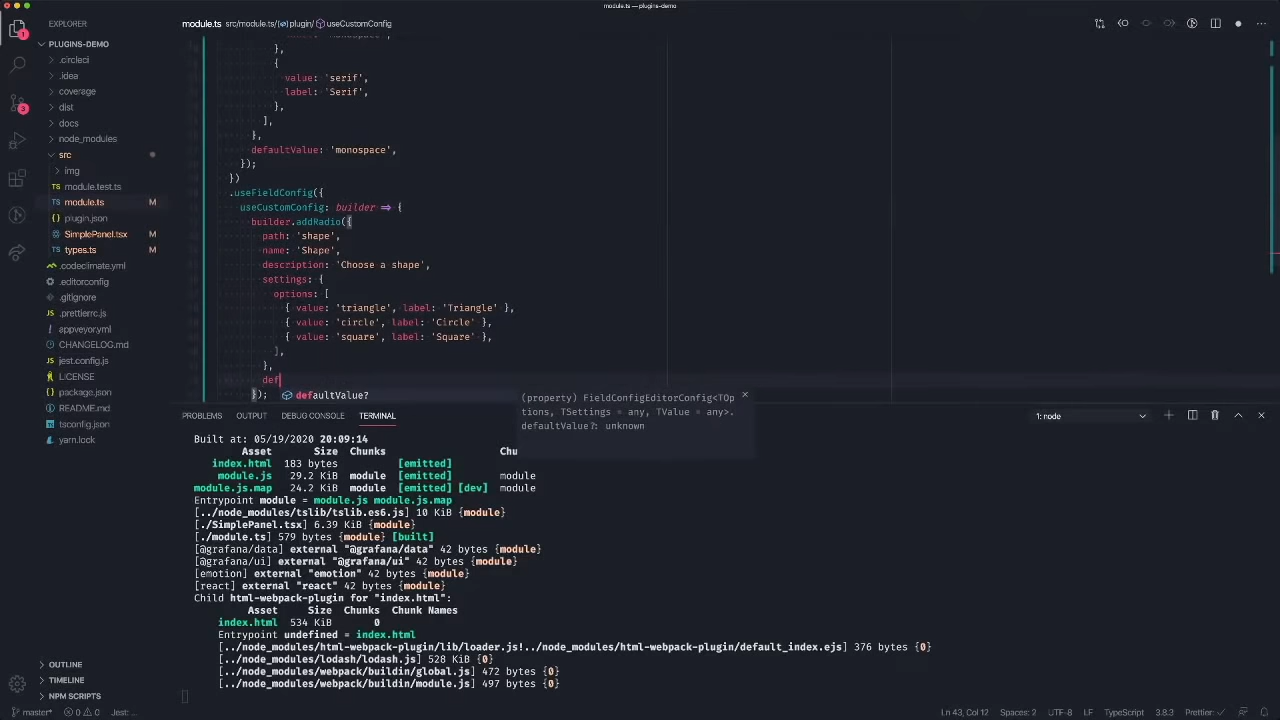 module.ts — plugins-demo
EXPLORER
module.ts src/module.ts/plugin/useCustomConfig
PLUGINS-DEMO
.circleci
.idea
coverage
dist
docs
node_modules
src
img
TS module.test.ts
TS module.ts M
plugin.json
SimplePanel.tsx M
TS types.ts M
.codeclimate.yml
.editorconfig
.gitignore
.prettierrc.js
appveyor.yml
CHANGELOG.md
jest.config.js
LICENSE
package.json
README.md
tsconfig.json
yarn.lock
OUTLINE
TIMELINE
NPM SCRIPTS
1
3
},
{
value: 'serif',
label: 'Serif',
},
],
},
defaultValue: 'monospace',
});
})
.useFieldConfig({
useCustomConfig: builder => {
builder.addRadio({
path: 'shape',
name: 'Shape',
description: 'Choose a shape',
settings: {
options: [
{ value: 'triangle', label: 'Triangle' },
{ value: 'circle', label: 'Circle' },
{ value: 'square', label: 'Square' },
],
},
def
});
defaultValue?
(property) FieldConfigEditorConfig<TOp
tions, TSettings = any, TValue = any>.
defaultValue?: unknown
PROBLEMS OUTPUT DEBUG CONSOLE TERMINAL
1: node
Built at: 05/19/2020 20:09:14
Asset Size Chunks Chu
index.html 183 bytes [emitted]
module.js 29.2 KiB module [emitted] module
module.js.map 24.2 KiB module [emitted] [dev] module
Entrypoint module = module.js module.js.map
[../node_modules/tslib/tslib.es6.js] 10 KiB {module}
[./SimplePanel.tsx] 6.39 KiB {module}
[./module.ts] 579 bytes {module} [built]
[@grafana/data] external "@grafana/data" 42 bytes {module}
[@grafana/ui] external "@grafana/ui" 42 bytes {module}
[emotion] external "emotion" 42 bytes {module}
[react] external "react" 42 bytes {module}
Child html-webpack-plugin for "index.html":
Asset Size Chunks Chunk Names
index.html 534 KiB 0
Entrypoint undefined = index.html
[../node_modules/html-webpack-plugin/lib/loader.js!../node_modules/html-webpack-plugin/default_index.ejs] 376 bytes {0}
[../node_modules/lodash/lodash.js] 528 KiB {0}
[../node_modules/webpack/buildin/global.js] 472 bytes {0}
[../node_modules/webpack/buildin/module.js] 497 bytes {0}
master* 0 0 Jest: ...
Ln 43, Col 12 Spaces: 2 UTF-8 LF TypeScript 3.8.3 Prettier: ✓